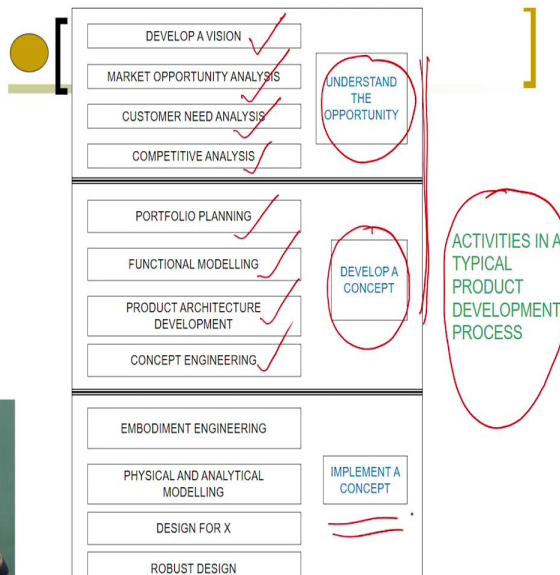 DEVELOP A VISION
MARKET OPPORTUNITY ANALYSIS
CUSTOMER NEED ANALYSIS
COMPETITIVE ANALYSIS
UNDERSTAND
THE
OPPORTUNITY
PORTFOLIO PLANNING
FUNCTIONAL MODELLING
PRODUCT ARCHITECTURE
DEVELOPMENT
CONCEPT ENGINEERING
DEVELOP A
CONCEPT
ACTIVITIES IN A
TYPICAL
PRODUCT
DEVELOPMENT
PROCESS
EMBODIMENT ENGINEERING
PHYSICAL AND ANALYTICAL
MODELLING
DESIGN FOR X
ROBUST DESIGN
IMPLEMENT A
CONCEPT